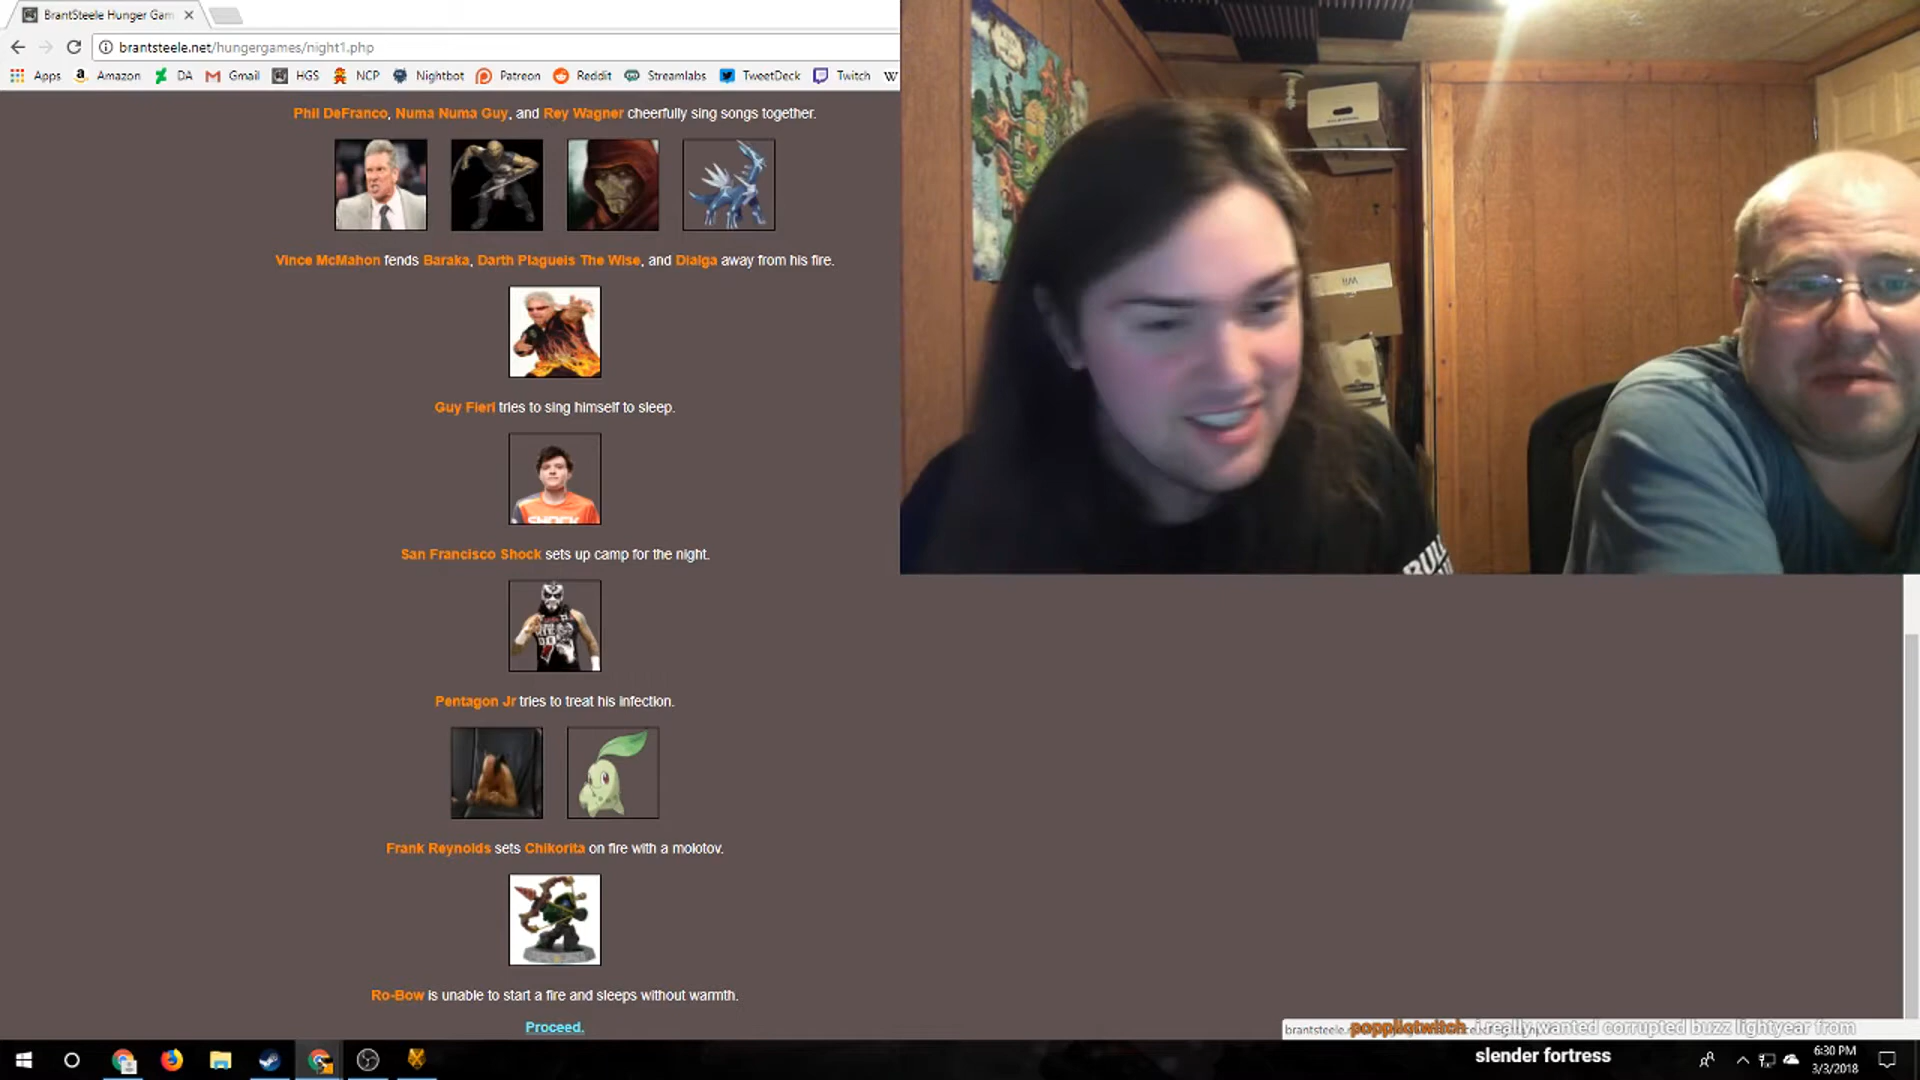 BrantSteele Hunger Gam
brantsteele.net/hungergames/night1.php
Apps Amazon DA Gmail HGS NCP Nightbot Patreon Reddit Streamlabs TweetDeck Twitch
Phil DeFranco, Numa Numa Guy, and Rey Wagner cheerfully sing songs together.
Vince McMahon fends Baraka, Darth Plagueis The Wise, and Dialga away from his fire.
Guy Fieri tries to sing himself to sleep.
SHOCK
San Francisco Shock sets up camp for the night.
Pentagon Jr tries to treat his infection.
Frank Reynolds sets Chikorita on fire with a molotov.
Ro-Bow is unable to start a fire and sleeps without warmth.
Proceed.
brantsteele. poppliotwitch i really wanted corrupted buzz lightyear from
slender fortress
6:30 PM
3/3/2018